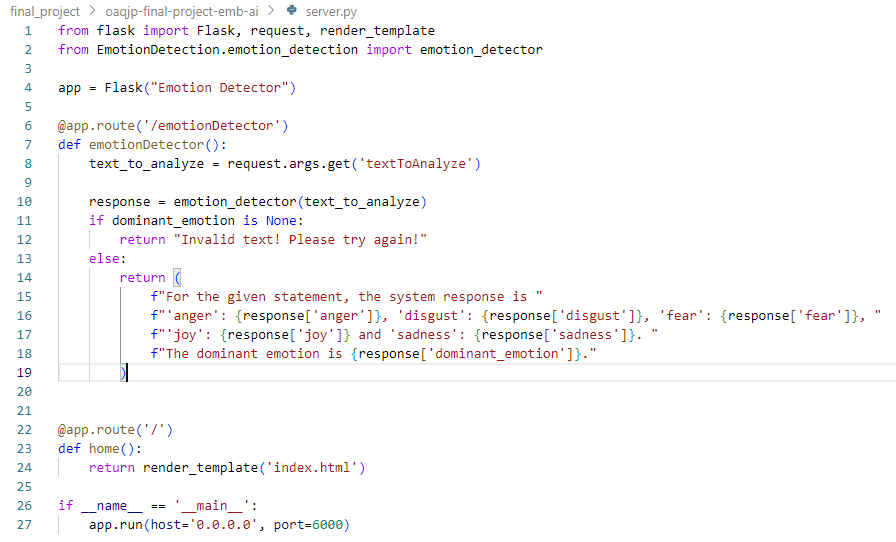 final_project > oaqjp-final-project-emb-ai > server.py
1 from flask import Flask, request, render_template
2 from EmotionDetection.emotion_detection import emotion_detector
3
4 app = Flask("Emotion Detector")
5
6 @app.route('/emotionDetector')
7 def emotionDetector():
8     text_to_analyze = request.args.get('textToAnalyze')
9
10     response = emotion_detector(text_to_analyze)
11     if dominant_emotion is None:
12         return "Invalid text! Please try again!"
13     else:
14         return (
15             f"For the given statement, the system response is "
16             f"'anger': {response['anger']}, 'disgust': {response['disgust']}, 'fear': {response['fear']}, "
17             f"'joy': {response['joy']} and 'sadness': {response['sadness']}. "
18             f"The dominant emotion is {response['dominant_emotion']}."
19         )
20
21
22 @app.route('/')
23 def home():
24     return render_template('index.html')
25
26 if __name__ == '__main__':
27     app.run(host='0.0.0.0', port=6000)